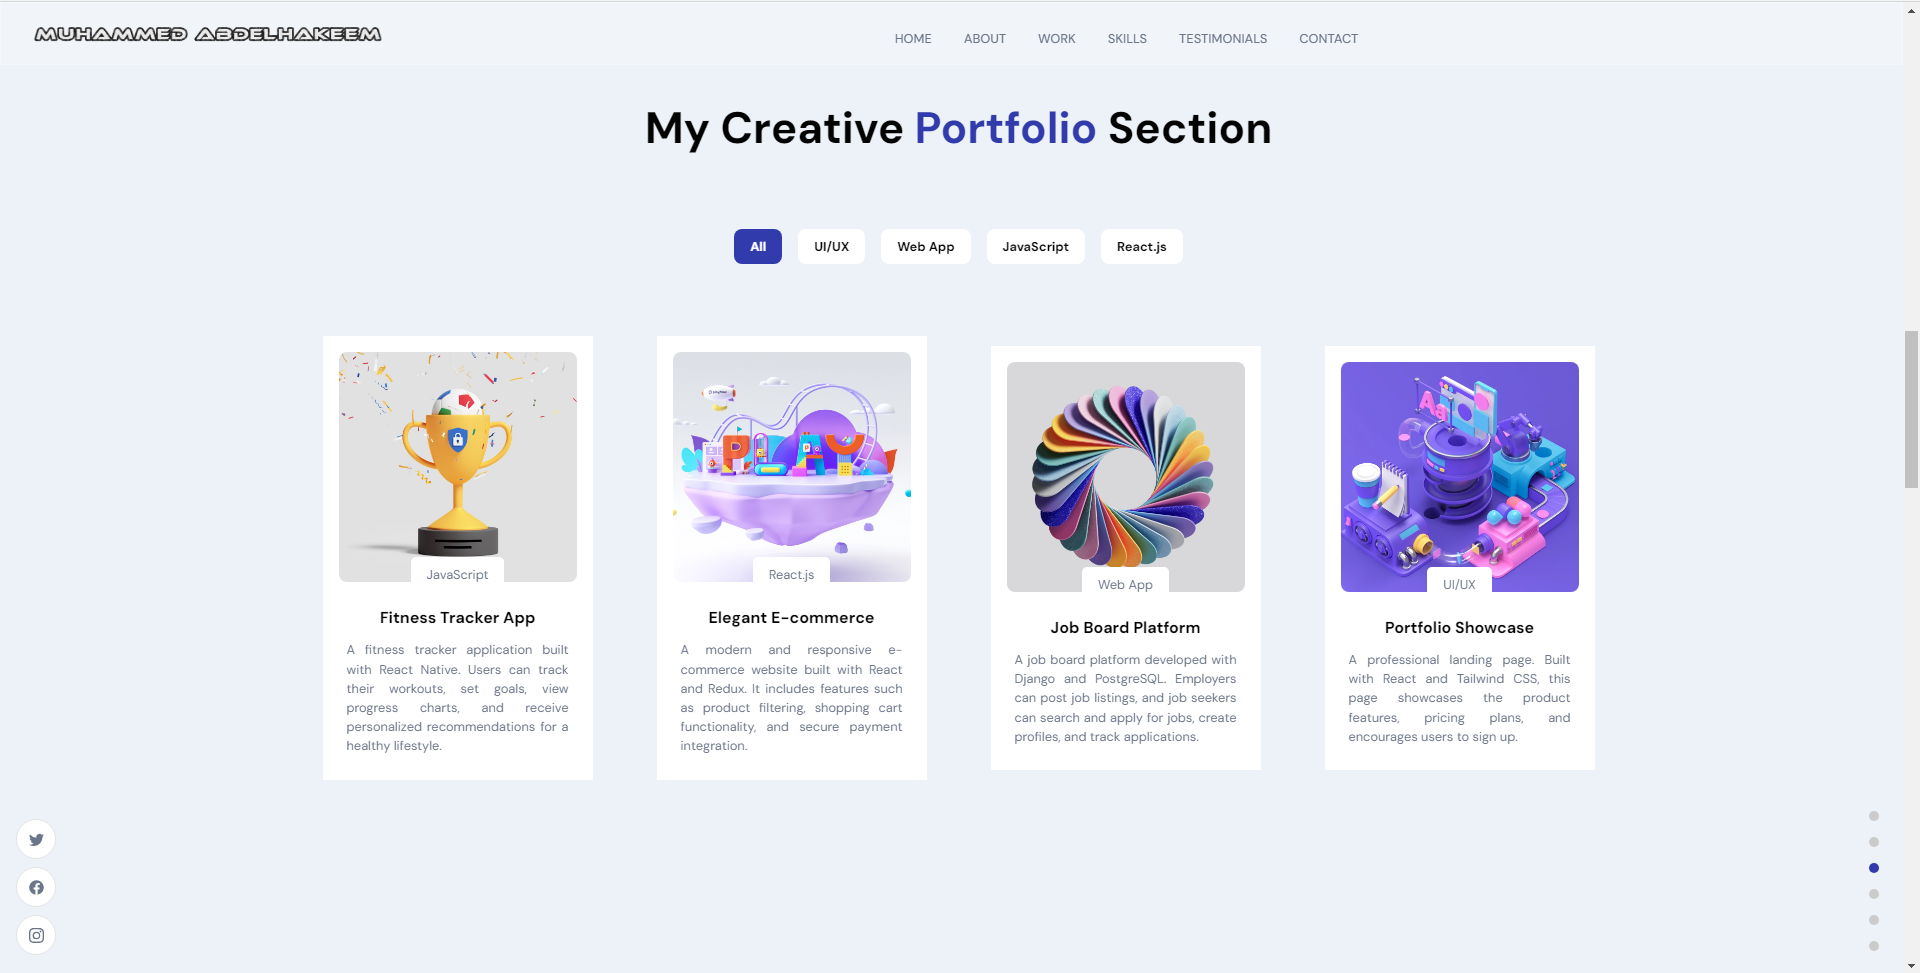 MUHAMMED ABDELHAKEEM
HOME ABOUT WORK SKILLS TESTIMONIALS CONTACT
My Creative Portfolio Section
All UI/UX Web App JavaScript React.js
JavaScript
Fitness Tracker App
A fitness tracker application built
with React Native. Users can track
their workouts, set goals, view
progress charts, and receive
personalized recommendations for a
healthy lifestyle.
React.js
Elegant E-commerce
A modern and responsive e-
commerce website built with React
and Redux. It includes features such
as product filtering, shopping cart
functionality, and secure payment
integration.
Web App
Job Board Platform
A job board platform developed with
Django and PostgreSQL. Employers
can post job listings, and job seekers
can search and apply for jobs, create
profiles, and track applications.
Aa
UI/UX
Portfolio Showcase
A professional landing page. Built
with React and Tailwind CSS, this
page showcases the product
features, pricing plans, and
encourages users to sign up.